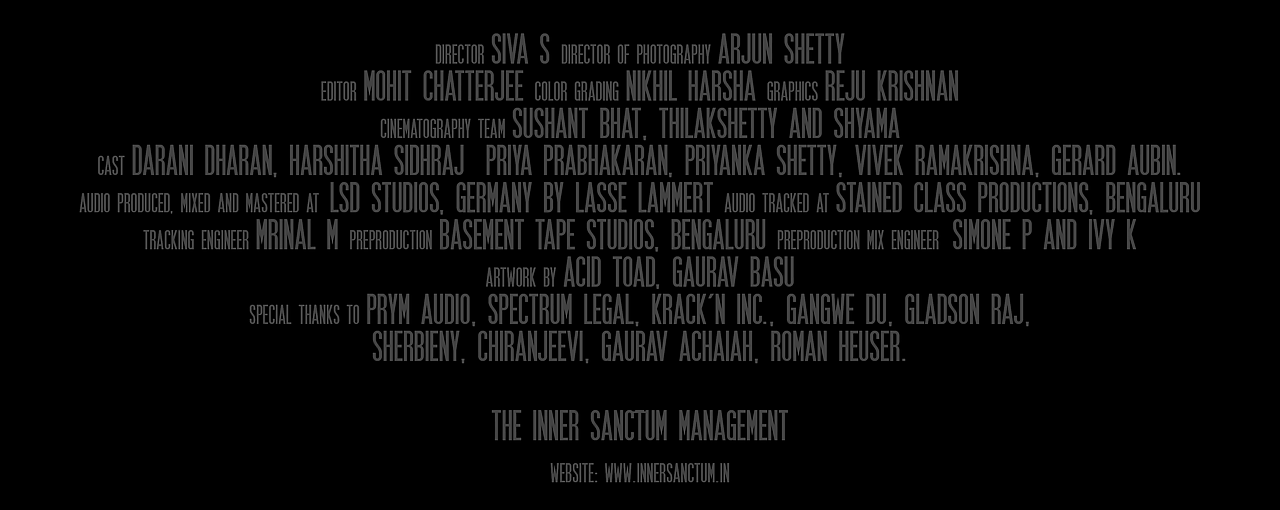 DIRECTOR SIVA S DIRECTOR OF PHOTOGRAPHY ARJUN SHETTY
EDITOR MOHIT CHATTERJEE COLOR GRADING NIKHIL HARSHA GRAPHICS REJU KRISHNAN
CINEMATOGRAPHY TEAM SUSHANT BHAT, THILAKSHETTY AND SHYAMA
CAST DARANI DHARAN, HARSHITHA SIDHRAJ PRIYA PRABHAKARAN, PRIYANKA SHETTY, VIVEK RAMAKRISHNA, GERARD AUBIN.
AUDIO PRODUCED, MIXED AND MASTERED AT LSD STUDIOS, GERMANY BY LASSE LAMMERT AUDIO TRACKED AT STAINED CLASS PRODUCTIONS, BENGALURU
TRACKING ENGINEER MRINAL M PREPRODUCTION BASEMENT TAPE STUDIOS, BENGALURU PREPRODUCTION MIX ENGINEER SIMONE P AND IVY K
ARTWORK BY ACID TOAD, GAURAV BASU
SPECIAL THANKS TO PRYM AUDIO, SPECTRUM LEGAL, KRACK´N INC., GANGWE DU, GLADSON RAJ,
SHERBIENY, CHIRANJEEVI, GAURAV ACHAIAH, ROMAN HEUSER.
THE INNER SANCTUM MANAGEMENT
WEBSITE: WWW.INNERSANCTUM.IN